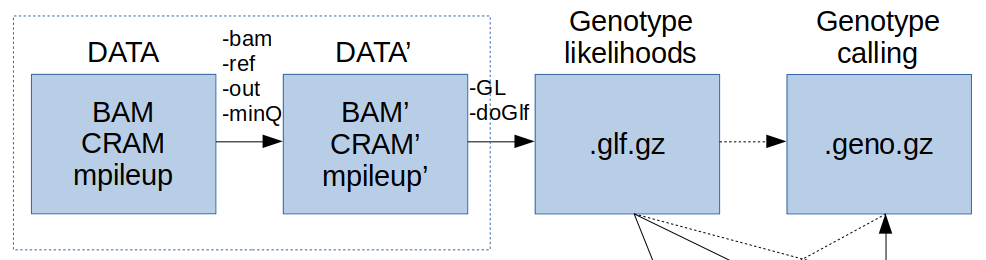 DATA
BAM
CRAM
mpileup
-bam
-ref
-out
-minQ
DATA’
BAM’
CRAM’
mpileup’
-GL
-doGlf
Genotype
likelihoods
.glf.gz
Genotype
calling
.geno.gz